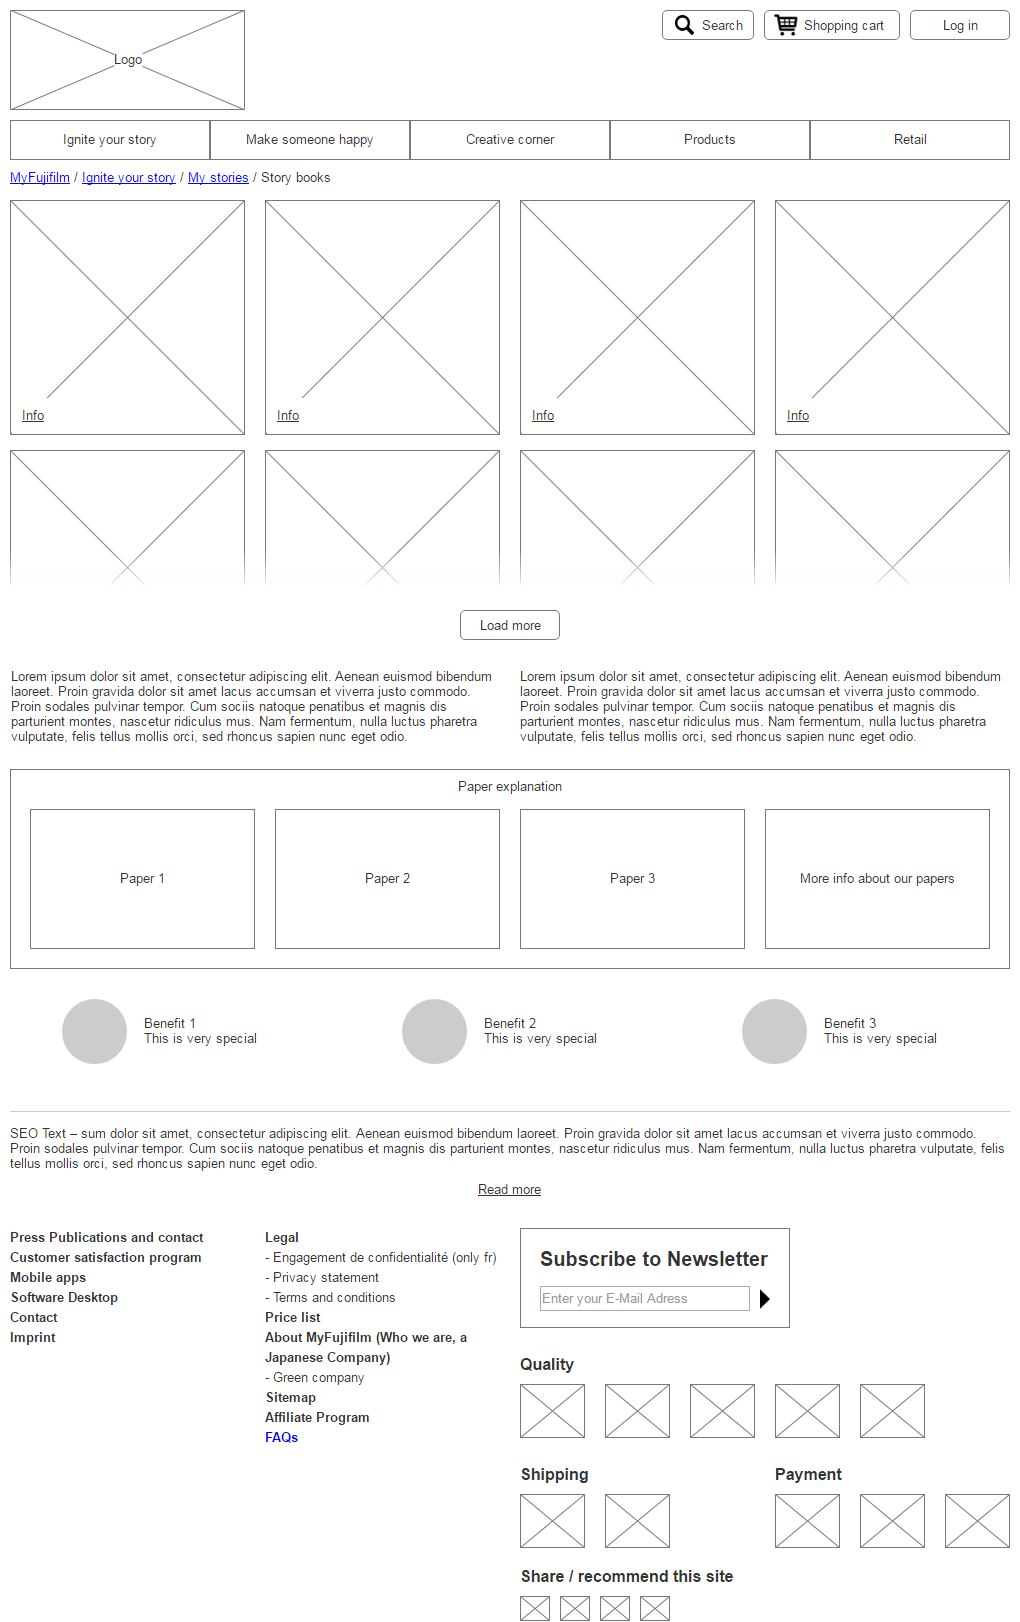 Logo
Search
Shopping cart
Log in
Ignite your story
Make someone happy
Creative corner
Products
Retail
MyFujifilm / Ignite your story / My stories / Story books
Info
Info
Info
Info
Load more
Lorem ipsum dolor sit amet, consectetur adipiscing elit. Aenean euismod bibendum
laoreet. Proin gravida dolor sit amet lacus accumsan et viverra justo commodo.
Proin sodales pulvinar tempor. Cum sociis natoque penatibus et magnis dis
parturient montes, nascetur ridiculus mus. Nam fermentum, nulla luctus pharetra
vulputate, felis tellus mollis orci, sed rhoncus sapien nunc eget odio.
Lorem ipsum dolor sit amet, consectetur adipiscing elit. Aenean euismod bibendum
laoreet. Proin gravida dolor sit amet lacus accumsan et viverra justo commodo.
Proin sodales pulvinar tempor. Cum sociis natoque penatibus et magnis dis
parturient montes, nascetur ridiculus mus. Nam fermentum, nulla luctus pharetra
vulputate, felis tellus mollis orci, sed rhoncus sapien nunc eget odio.
Paper explanation
Paper 1
Paper 2
Paper 3
More info about our papers
Benefit 1
This is very special
Benefit 2
This is very special
Benefit 3
This is very special
SEO Text – sum dolor sit amet, consectetur adipiscing elit. Aenean euismod bibendum laoreet. Proin gravida dolor sit amet lacus accumsan et viverra justo commodo.
Proin sodales pulvinar tempor. Cum sociis natoque penatibus et magnis dis parturient montes, nascetur ridiculus mus. Nam fermentum, nulla luctus pharetra vulputate, felis
tellus mollis orci, sed rhoncus sapien nunc eget odio.
Read more
Press Publications and contact
Customer satisfaction program
Mobile apps
Software Desktop
Contact
Imprint
Legal
- Engagement de confidentialité (only fr)
- Privacy statement
- Terms and conditions
Price list
About MyFujifilm (Who we are, a
Japanese Company)
- Green company
Sitemap
Affiliate Program
FAQs
Subscribe to Newsletter
Enter your E-Mail Adress
Quality
Shipping
Payment
Share / recommend this site